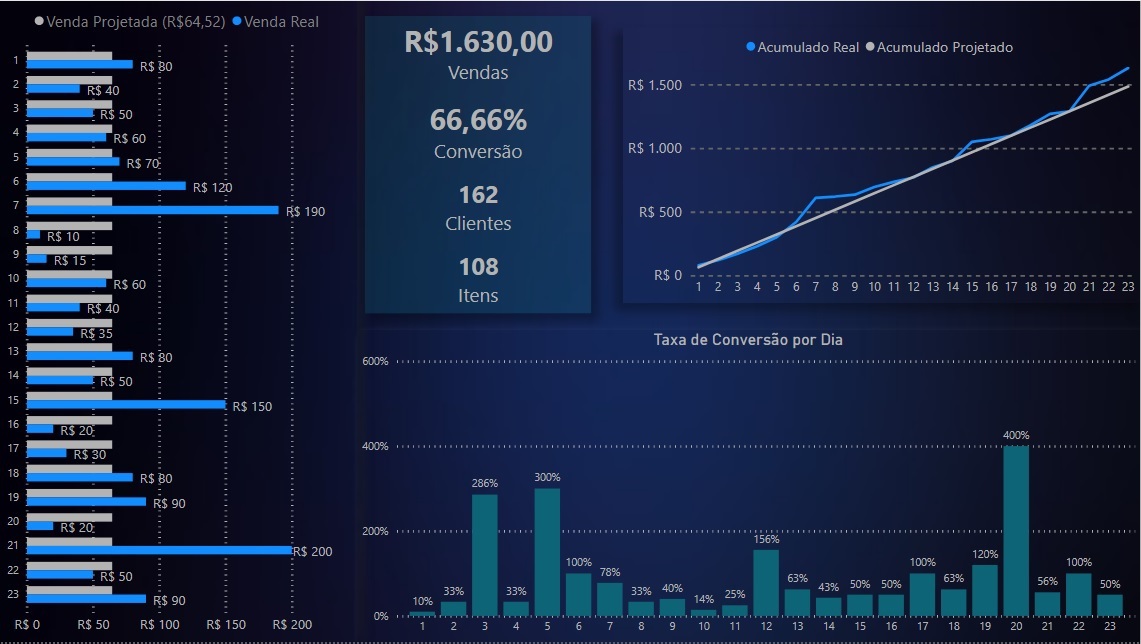 Venda Projetada (R$64,52) Venda Real
1 R$ 80
2 R$ 40
3 R$ 50
4 R$ 60
5 R$ 70
6 R$ 120
7 R$ 190
8 R$ 10
9 R$ 15
10 R$ 60
11 R$ 40
12 R$ 35
13 R$ 80
14 R$ 50
15 R$ 150
16 R$ 20
17 R$ 30
18 R$ 80
19 R$ 90
20 R$ 20
21 R$ 200
22 R$ 50
23 R$ 90
R$ 0 R$ 50 R$ 100 R$ 150 R$ 200
R$1.630,00
Vendas
66,66%
Conversão
162
Clientes
108
Itens
Acumulado Real Acumulado Projetado
R$ 1.500
R$ 1.000
R$ 500
R$ 0
1 2 3 4 5 6 7 8 9 10 11 12 13 14 15 16 17 18 19 20 21 22 23
Taxa de Conversão por Dia
600%
400%
200%
0%
10% 33% 286% 33% 300% 100% 78% 33% 40% 14% 25% 156% 63% 43% 50% 50% 100% 63% 120% 400% 56% 100% 50%
1 2 3 4 5 6 7 8 9 10 11 12 13 14 15 16 17 18 19 20 21 22 23